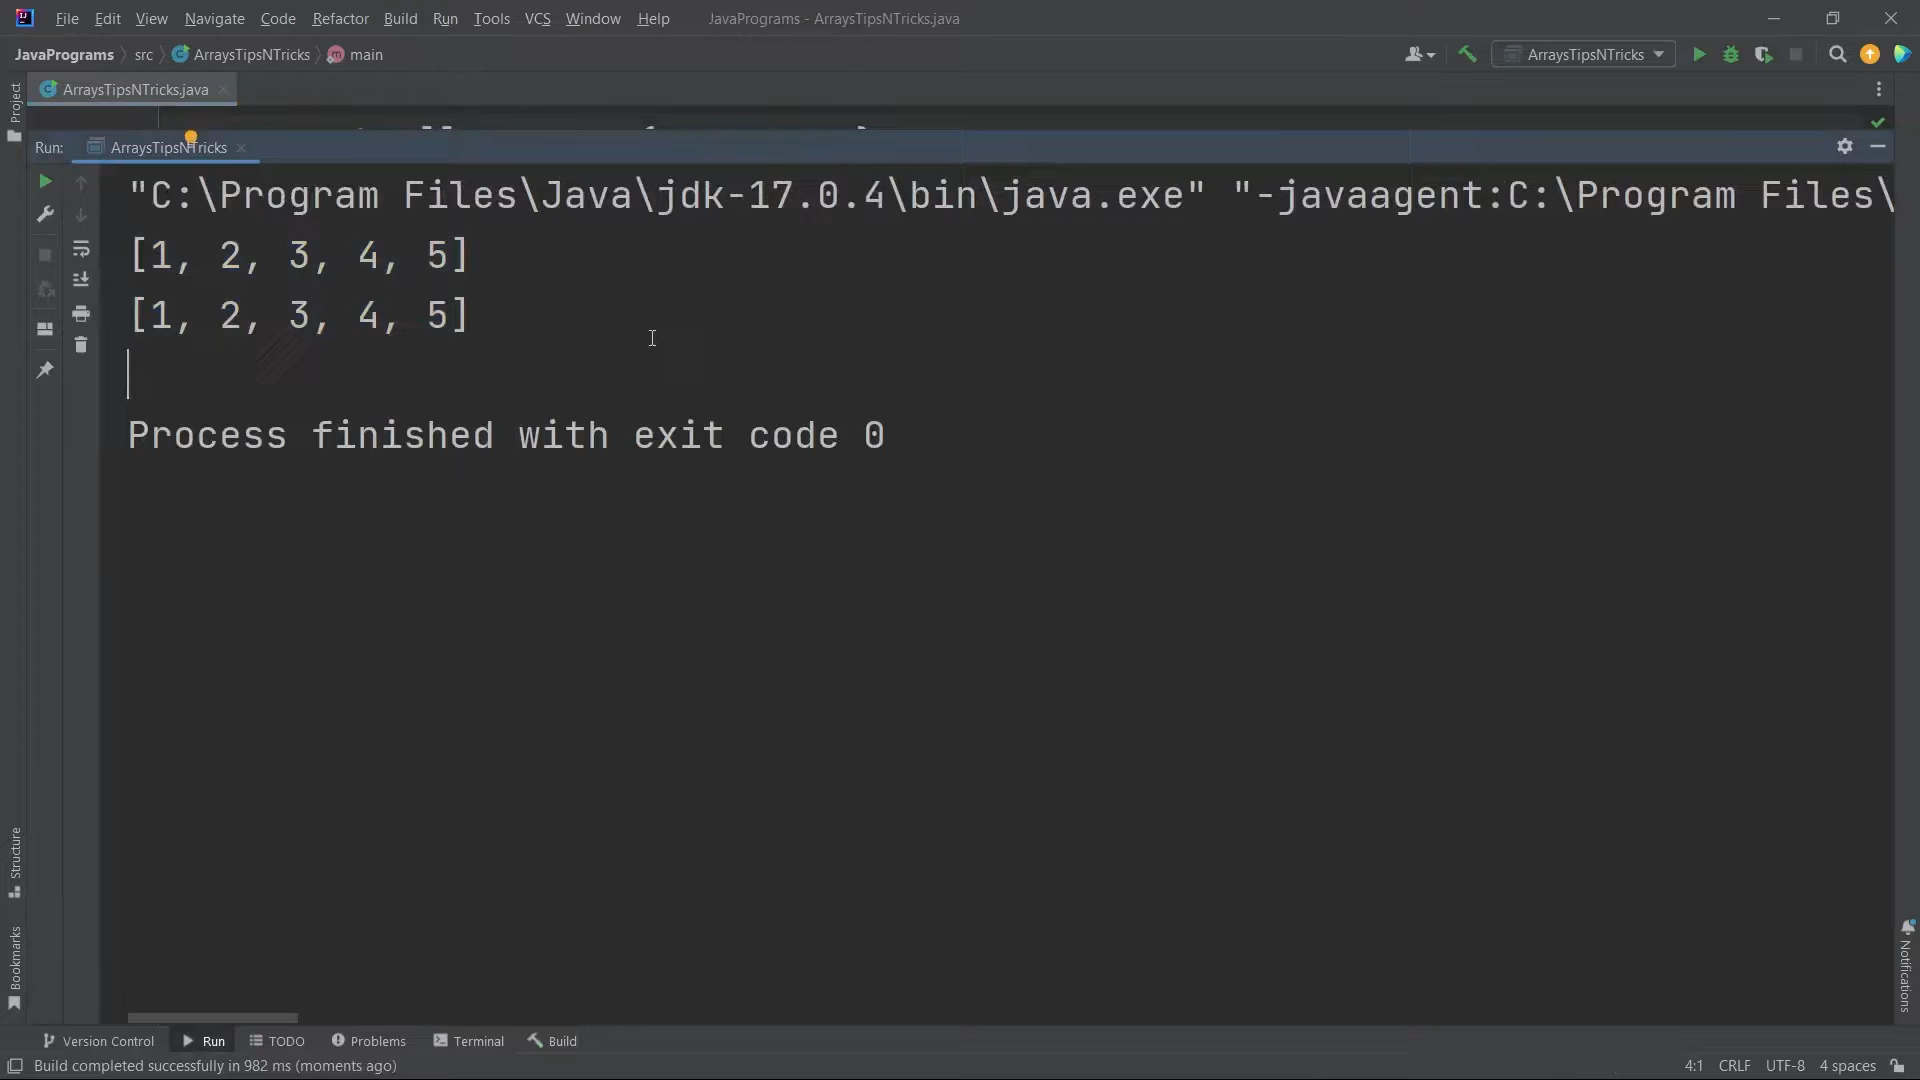 File Edit View Navigate Code Refactor Build Run Tools VCS Window Help JavaPrograms - ArraysTipsNTricks.java
JavaPrograms src ArraysTipsNTricks main ArraysTipsNTricks
ArraysTipsNTricks.java
Project
Run: ArraysTipsNTricks
"C:\Program Files\Java\jdk-17.0.4\bin\java.exe" "-javaagent:C:\Program Files\
[1, 2, 3, 4, 5]
[1, 2, 3, 4, 5]
Process finished with exit code 0
Structure
Bookmarks
Notifications
Version Control Run TODO Problems Terminal Build
Build completed successfully in 982 ms (moments ago) 4:1 CRLF UTF-8 4 spaces